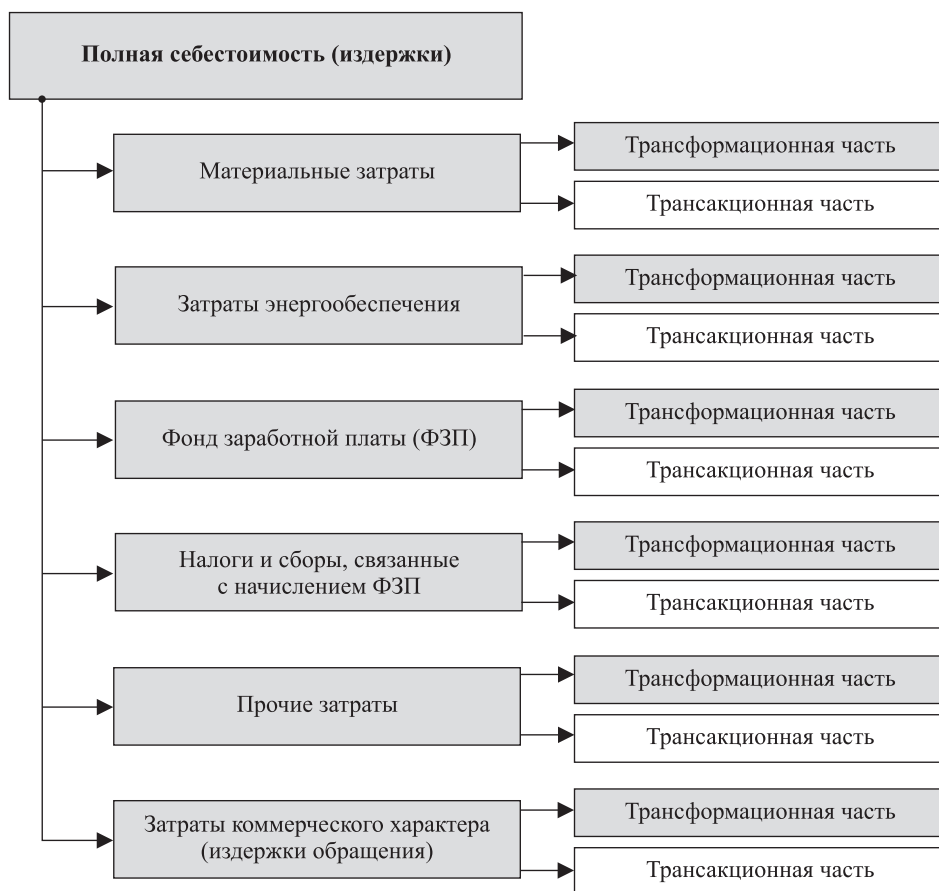 Полная себестоимость (издержки)
Материальные затраты
Трансформационная часть
Трансакционная часть
Затраты энергообеспечения
Трансформационная часть
Трансакционная часть
Фонд заработной платы (ФЗП)
Трансформационная часть
Трансакционная часть
Налоги и сборы, связанные
с начислением ФЗП
Трансформационная часть
Трансакционная часть
Прочие затраты
Трансформационная часть
Трансакционная часть
Затраты коммерческого характера
(издержки обращения)
Трансформационная часть
Трансакционная часть